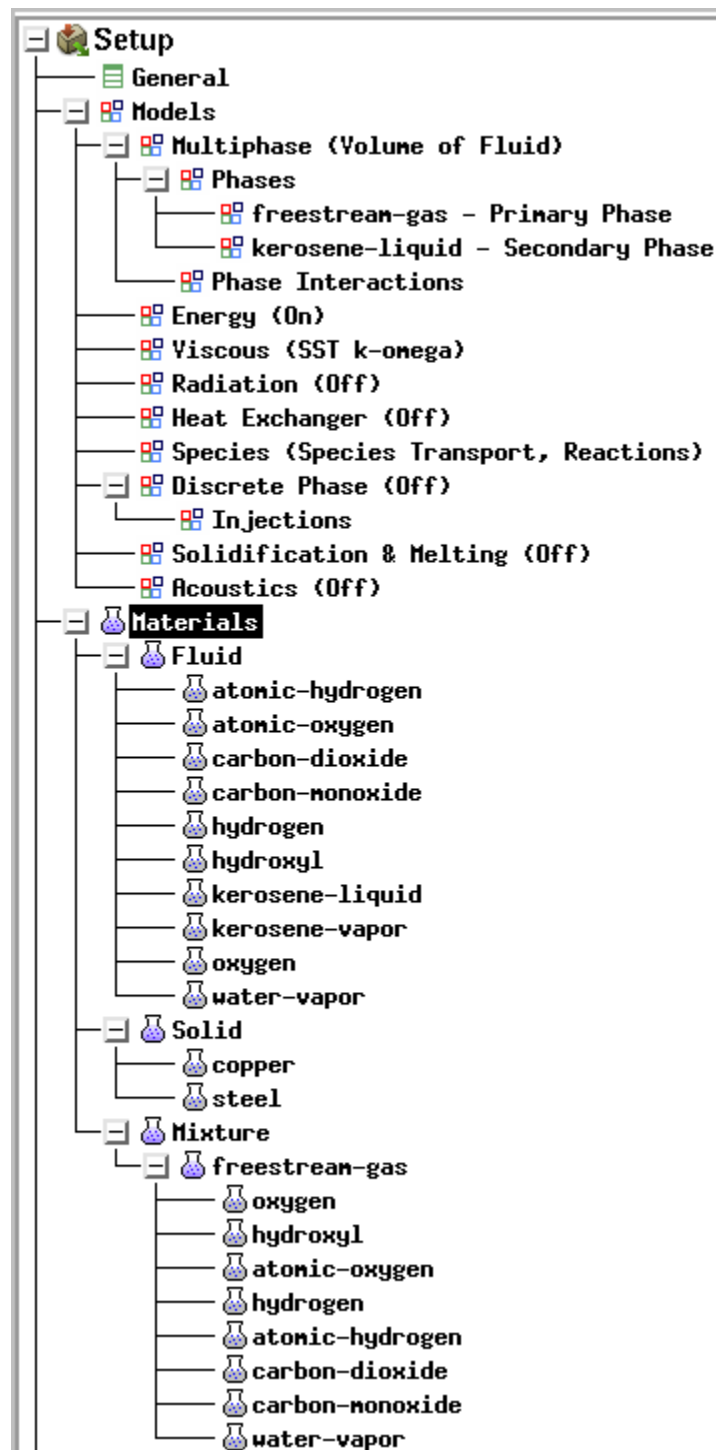 Setup
General
Models
Multiphase (Volume of Fluid)
Phases
freestream-gas - Primary Phase
kerosene-liquid - Secondary Phase
Phase Interactions
Energy (On)
Viscous (SST k-omega)
Radiation (Off)
Heat Exchanger (Off)
Species (Species Transport, Reactions)
Discrete Phase (Off)
Injections
Solidification & Melting (Off)
Acoustics (Off)
Materials
Fluid
atomic-hydrogen
atomic-oxygen
carbon-dioxide
carbon-monoxide
hydrogen
hydroxyl
kerosene-liquid
kerosene-vapor
oxygen
water-vapor
Solid
copper
steel
Mixture
freestream-gas
oxygen
hydroxyl
atomic-oxygen
hydrogen
atomic-hydrogen
carbon-dioxide
carbon-monoxide
water-vapor